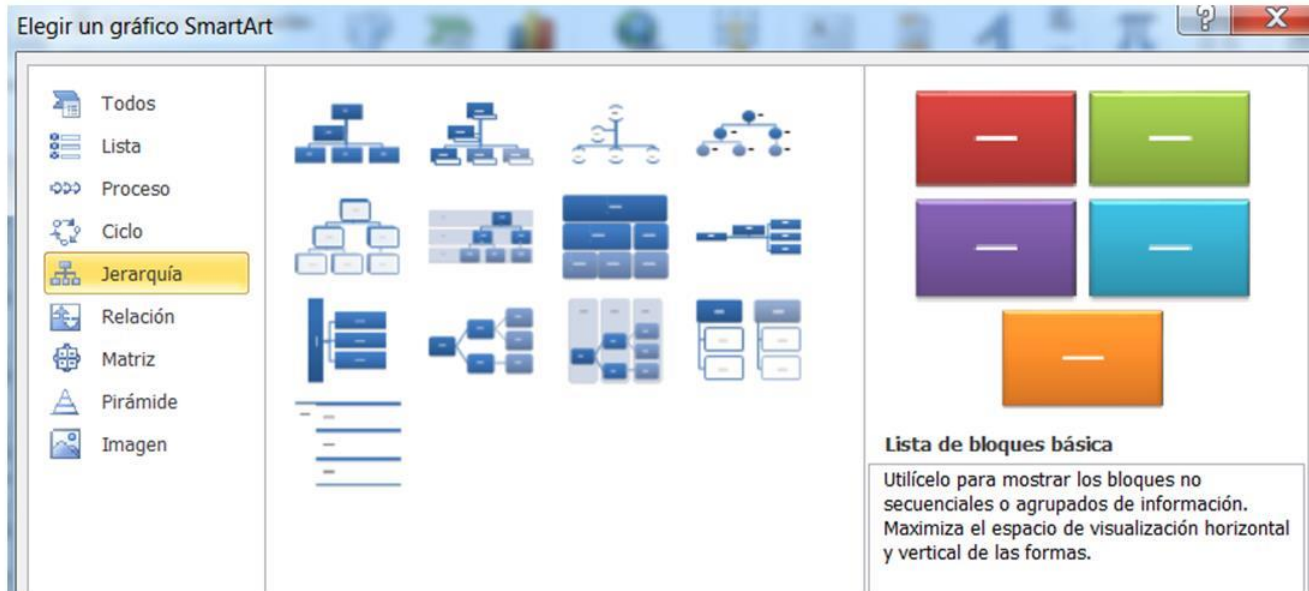 Elegir un gráfico SmartArt
Todos
Lista
Proceso
Ciclo
Jerarquía
Relación
Matriz
Pirámide
Imagen
Lista de bloques básica
Utilícelo para mostrar los bloques no
secuenciales o agrupados de información.
Maximiza el espacio de visualización horizontal
y vertical de las formas.